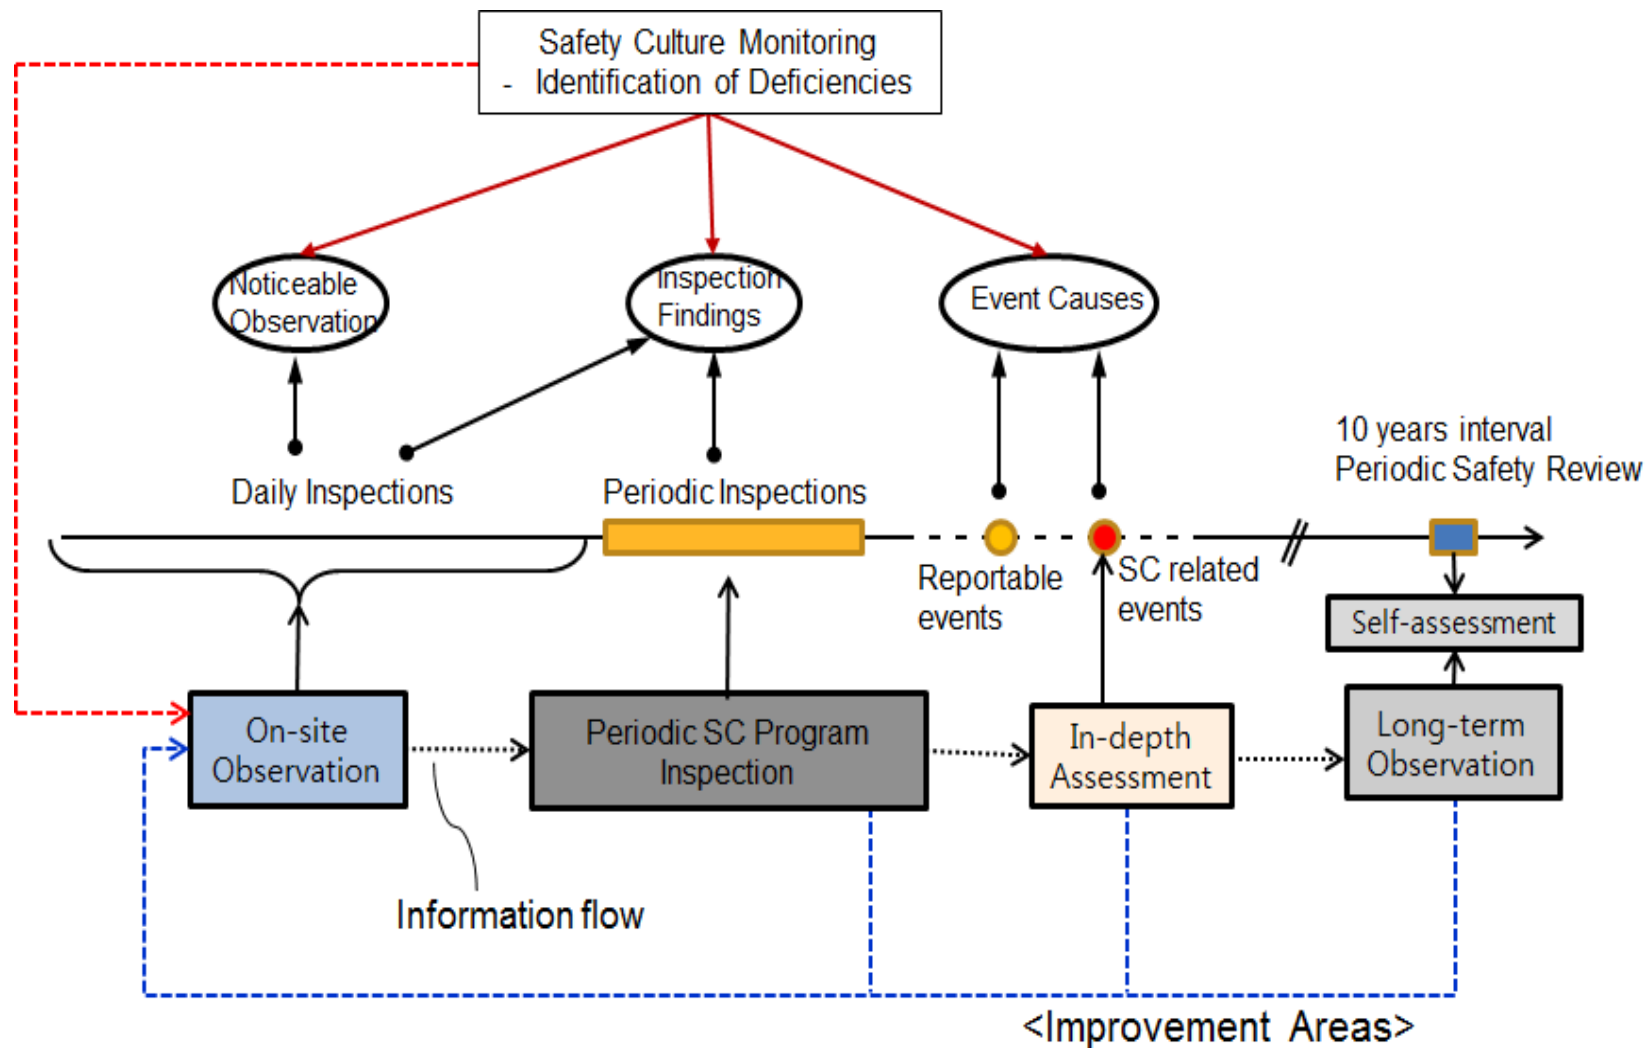 Safety Culture Monitoring
- Identification of Deficiencies
Noticeable
Observation
Inspection
Findings
Event Causes
10 years interval
Periodic Safety Review
Daily Inspections
Periodic Inspections
Reportable
events
SC related
events
Self-assessment
On-site
Observation
Periodic SC Program
Inspection
In-depth
Assessment
Long-term
Observation
Information flow
<Improvement Areas>